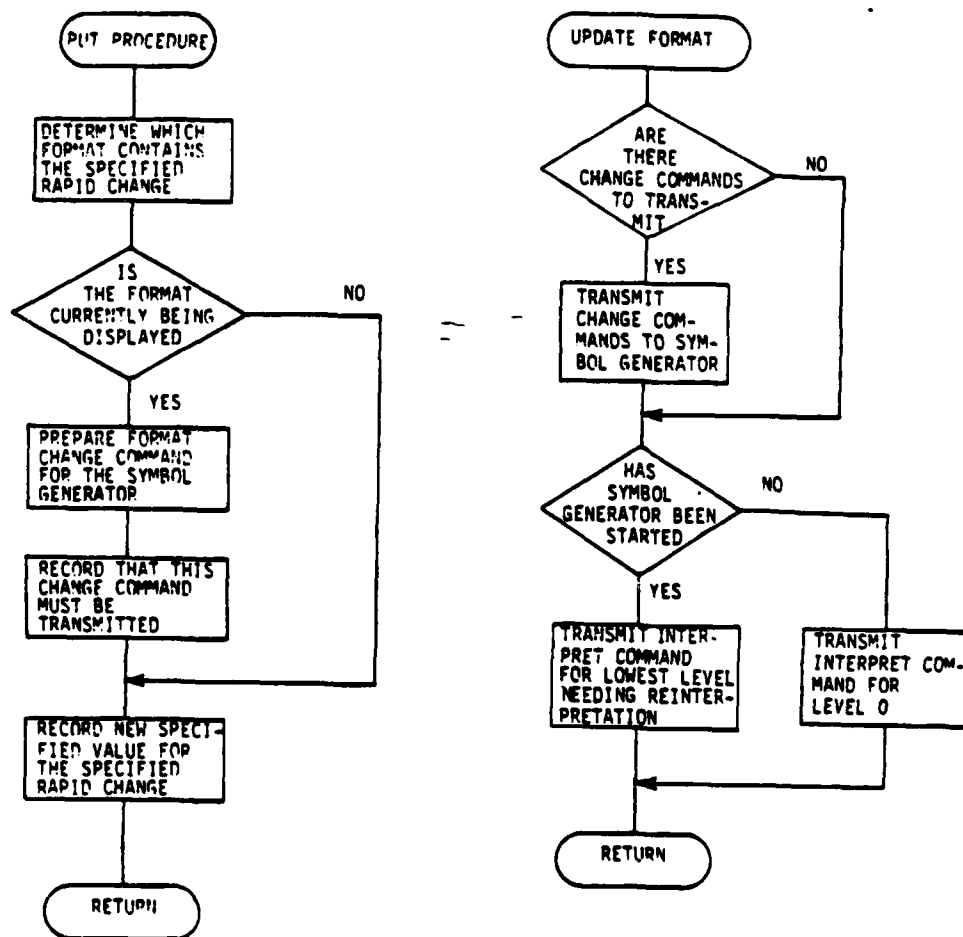 PUT PROCEDURE
DETERMINE WHICH
FORMAT CONTAINS
THE SPECIFIED
RAPID CHANGE
IS
THE FORMAT
CURRENTLY BEING
DISPLAYED
NO
YES
PREPARE FORMAT
CHANGE COMMAND
FOR THE SYMBOL
GENERATOR
RECORD THAT THIS
CHANGE COMMAND
MUST BE
TRANSMITTED
RECORD NEW SPECI-
FIED VALUE FOR
THE SPECIFIED
RAPID CHANGE
RETURN
UPDATE FORMAT
ARE
THERE
CHANGE COMMANDS
TO TRANS-
MIT
NO
YES
TRANSMIT
CHANGE COM-
MANDS TO SYM-
BOL GENERATOR
HAS
SYMBOL
GENERATOR BEEN
STARTED
NO
YES
TRANSMIT INTER-
PRET COMMAND
FOR LOWEST LEVEL
NEEDING REINTER-
PRETATION
TRANSMIT
INTERPRET COM-
MAND FOR
LEVEL 0
RETURN